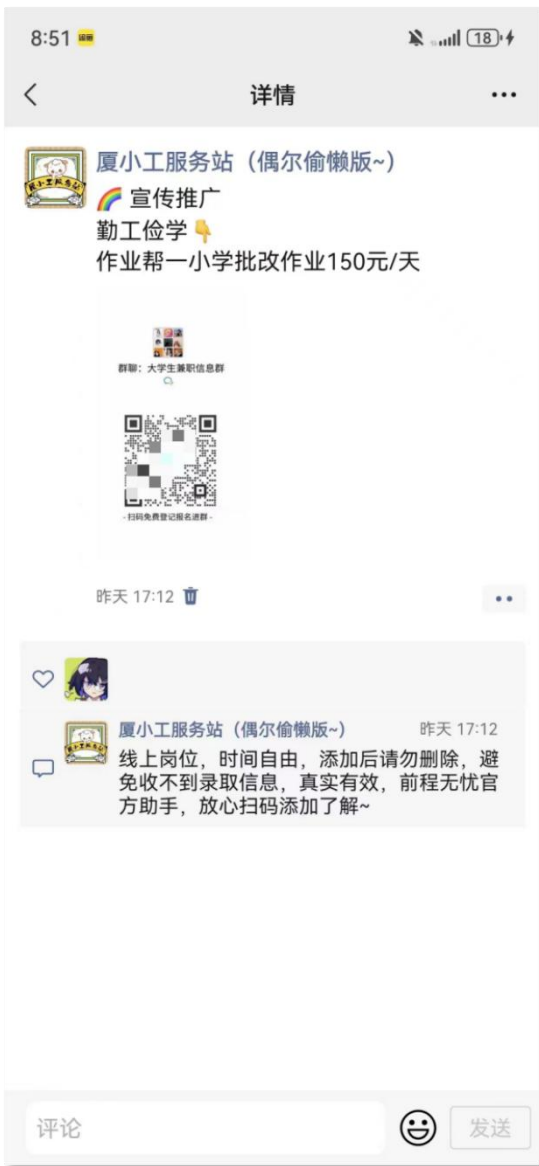 8:51
18
详情
厦小工服务站（偶尔偷懒版~）
🌈 宣传推广
勤工俭学👇
作业帮一小学批改作业150元/天
群聊：大学生兼职信息群
- 扫码免费登记报名进群 -
昨天 17:12
厦小工服务站（偶尔偷懒版~） 昨天 17:12
线上岗位，时间自由，添加后请勿删除，避
免收不到录取信息，真实有效，前程无忧官
方助手，放心扫码添加了解~
评论
发送